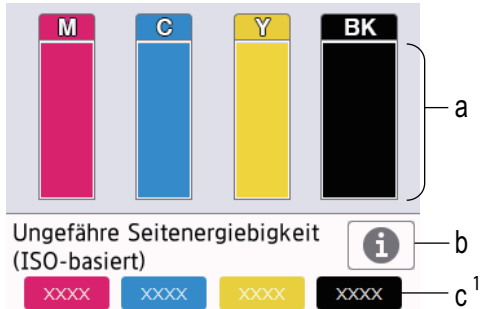 M C Y BK
a
Ungefähre Seitenergiebigkeit
(ISO-basiert)
b
XXXX XXXX XXXX XXXX
c 1